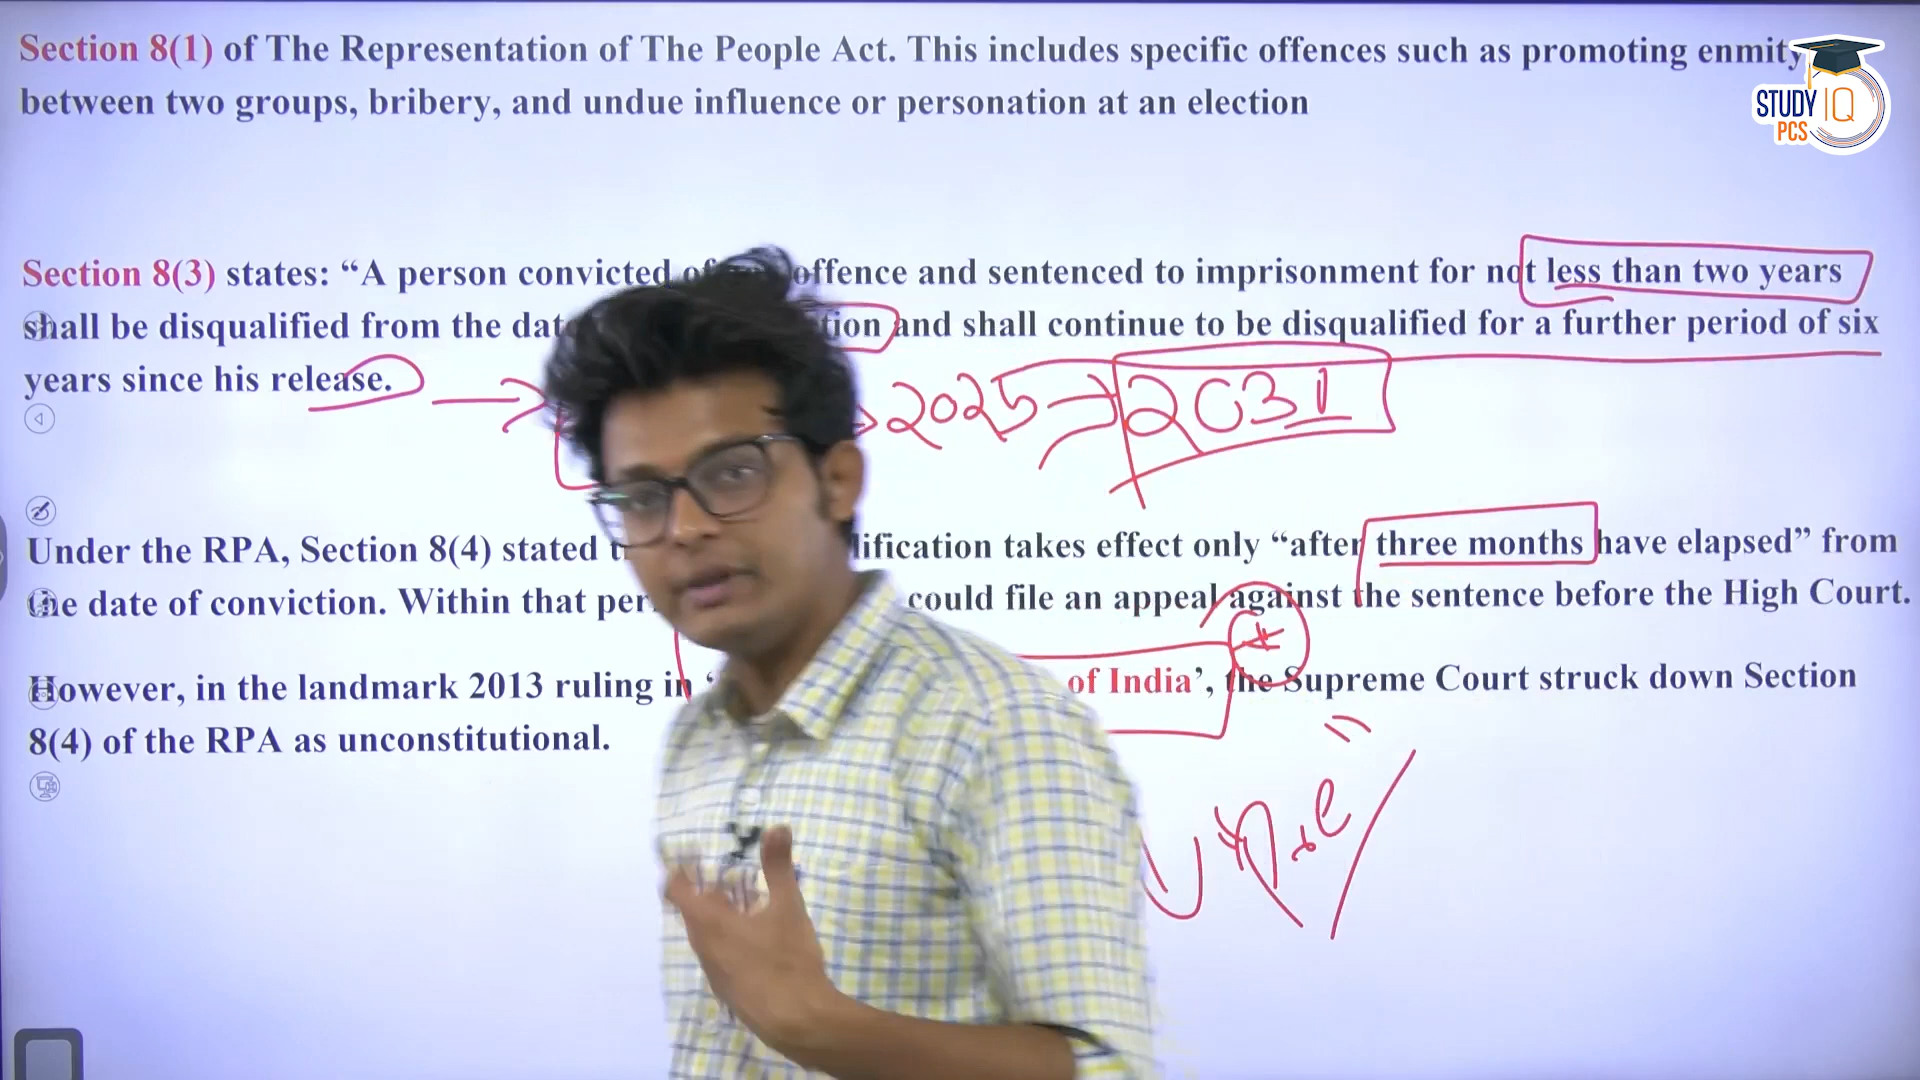 Section 8(1) of The Representation of The People Act. This includes specific offences such as promoting enmity
between two groups, bribery, and undue influence or personation at an election
STUDY IQ
PCS
Section 8(3) states: “A person convicted of offence and sentenced to imprisonment for not less than two years
shall be disqualified from the date tion and shall continue to be disqualified for a further period of six
years since his release.
2025 → 2031
Under the RPA, Section 8(4) stated lification takes effect only “after three months have elapsed” from
the date of conviction. Within that per could file an appeal against the sentence before the High Court.
However, in the landmark 2013 ruling in ‘ of India’, the Supreme Court struck down Section
8(4) of the RPA as unconstitutional.